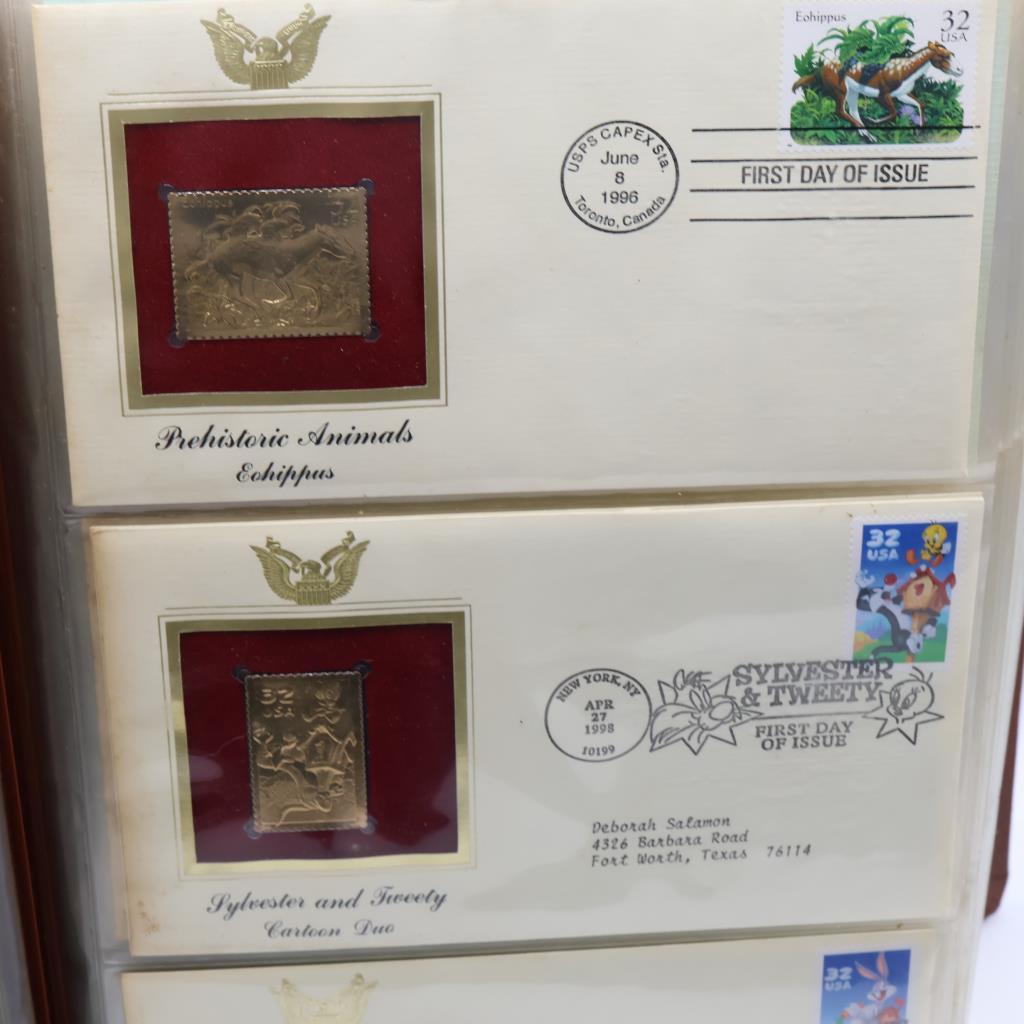 Eohippus
32
USA
USPS CAPEX Sta.
June
8
1996
Toronto, Canada
FIRST DAY OF ISSUE
Eohippus
Prehistoric Animals
Eohippus
32
USA
32
USA
NEW YORK, NY
APR
27
1998
10199
SYLVESTER
& TWEETY
FIRST DAY
OF ISSUE
Deborah Salamon
4326 Barbara Road
Fort Worth, Texas 76114
Sylvester and Tweety
Cartoon Duo
32
USA